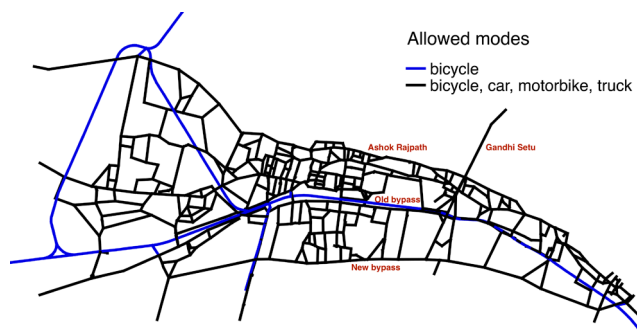 Allowed modes
bicycle
bicycle, car, motorbike, truck
Ashok Rajpath
Gandhi Setu
Old bypass
New bypass